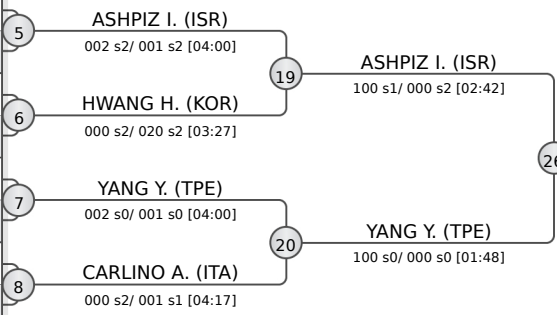 5
ASHPIZ I. (ISR)
002 s2/ 001 s2 [04:00]
19
ASHPIZ I. (ISR)
100 s1/ 000 s2 [02:42]
6
HWANG H. (KOR)
000 s2/ 020 s2 [03:27]
26
7
YANG Y. (TPE)
002 s0/ 001 s0 [04:00]
20
YANG Y. (TPE)
100 s0/ 000 s0 [01:48]
8
CARLINO A. (ITA)
000 s2/ 001 s1 [04:17]